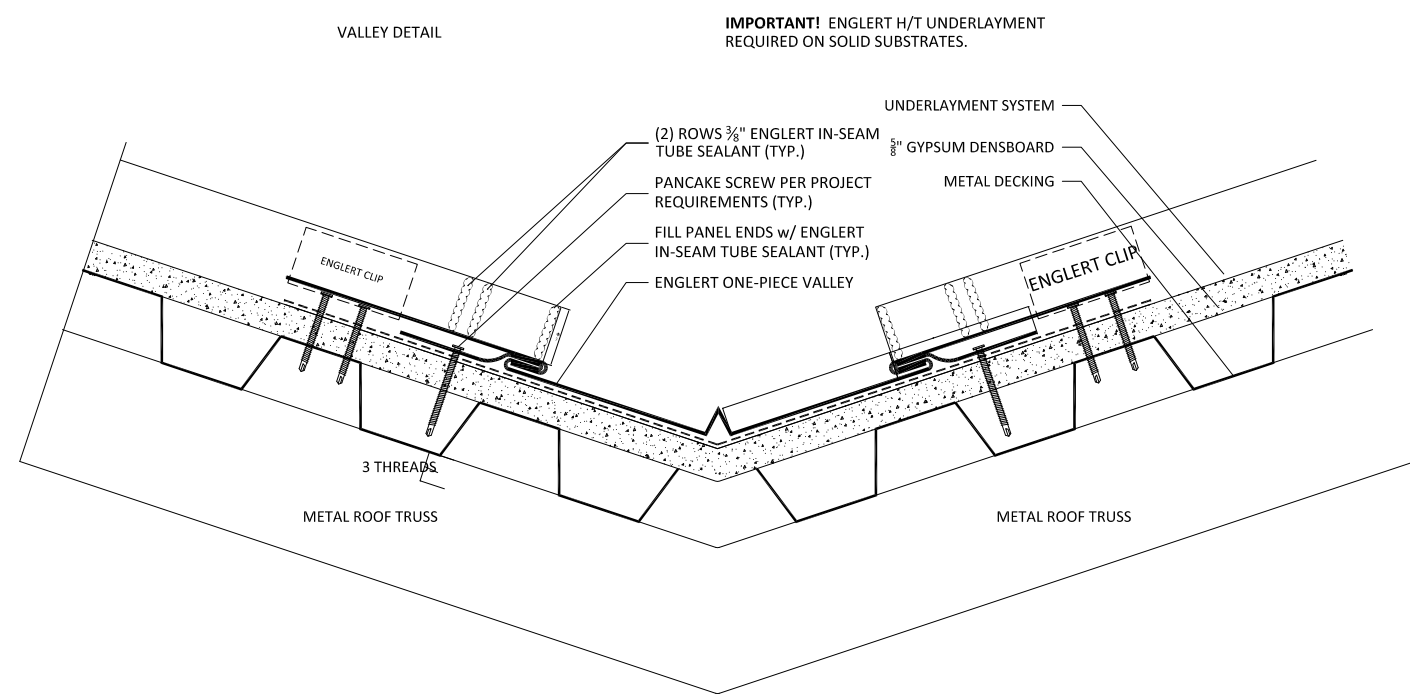 VALLEY DETAIL
IMPORTANT! ENGLERT H/T UNDERLAYMENT
REQUIRED ON SOLID SUBSTRATES.
(2) ROWS ⅜" ENGLERT IN-SEAM
TUBE SEALANT (TYP.)
PANCAKE SCREW PER PROJECT
REQUIREMENTS (TYP.)
FILL PANEL ENDS w/ ENGLERT
IN-SEAM TUBE SEALANT (TYP.)
ENGLERT ONE-PIECE VALLEY
UNDERLAYMENT SYSTEM
⅝" GYPSUM DENSBOARD
METAL DECKING
ENGLERT CLIP
ENGLERT CLIP
3 THREADS
METAL ROOF TRUSS
METAL ROOF TRUSS